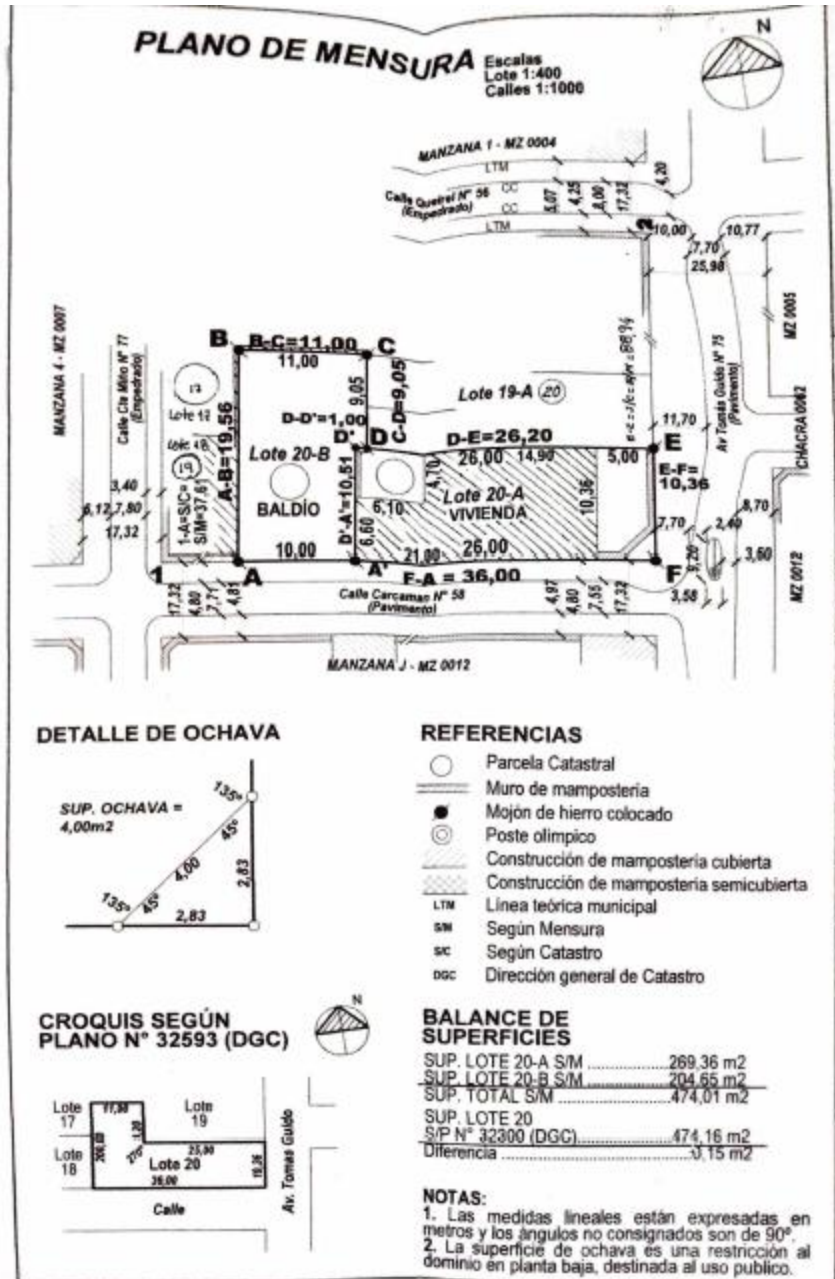 PLANO DE MENSURA
Escalas
Lote 1:400
Calles 1:1000
N
MANZANA 1 - MZ 0004
LTM
Calle Queirel N° 56
(Empedrado)
CC
CC
LTM
5,07
4,25
8,00
17,32
4,20
2
10,00
10,77
7,70
25,98
MANZANA 4 - MZ 0007
Calle Cte Miño N° 77
(Empedrado)
MZ 0005
Av Tomás Guido N° 75
(Pavimento)
CHACRA 0062
B
B-C=11,00
C
11,00
9,05
C-D=9,05
Lote 19-A
20
17
Lote 17
Lote 18
19
A-B=19,56
D-D'=1,00
D'
D
D-E=26,20
E
11,70
Lote 20-B
BALDÍO
D'-A'=10,51
4,10
26,00
14,90
5,00
E-F=
10,36
Lote 20-A
VIVIENDA
6,10
10,36
6,60
1-A=S/C=
S/M=37,61
3,40
6,12
7,80
17,32
10,00
21,00
26,00
7,70
2,40
8,70
9,20
3,60
3,58
MZ 0012
1
A
A'
F-A = 36,00
F
17,32
4,80
7,71
4,81
Calle Carcaman N° 58
(Pavimento)
4,97
4,80
7,55
17,32
MANZANA J - MZ 0012
DETALLE DE OCHAVA
SUP. OCHAVA =
4,00m2
135º
45º
4,00
2,83
135º
45º
2,83
REFERENCIAS
Parcela Catastral
Muro de mampostería
Mojón de hierro colocado
Poste olímpico
Construcción de mampostería cubierta
Construcción de mampostería semicubierta
LTM Línea teórica municipal
S/M Según Mensura
S/C Según Catastro
DGC Dirección general de Catastro
CROQUIS SEGÚN
PLANO N° 32593 (DGC)
N
Lote
17
11,00
Lote
19
Lote
18
270º
25,00
Lote 20
36,00
Calle
Av. Tomas Guido
BALANCE DE
SUPERFICIES
SUP. LOTE 20-A S/M ............ 269,36 m2
SUP. LOTE 20-B S/M ............ 204,65 m2
SUP. TOTAL S/M ............ 474,01 m2
SUP. LOTE 20
S/P N° 32300 (DGC)............ 474,16 m2
Diferencia ............ 0,15 m2
NOTAS:
1. Las medidas lineales están expresadas en
metros y los ángulos no consignados son de 90º.
2. La superficie de ochava es una restricción al
dominio en planta baja, destinada al uso publico.